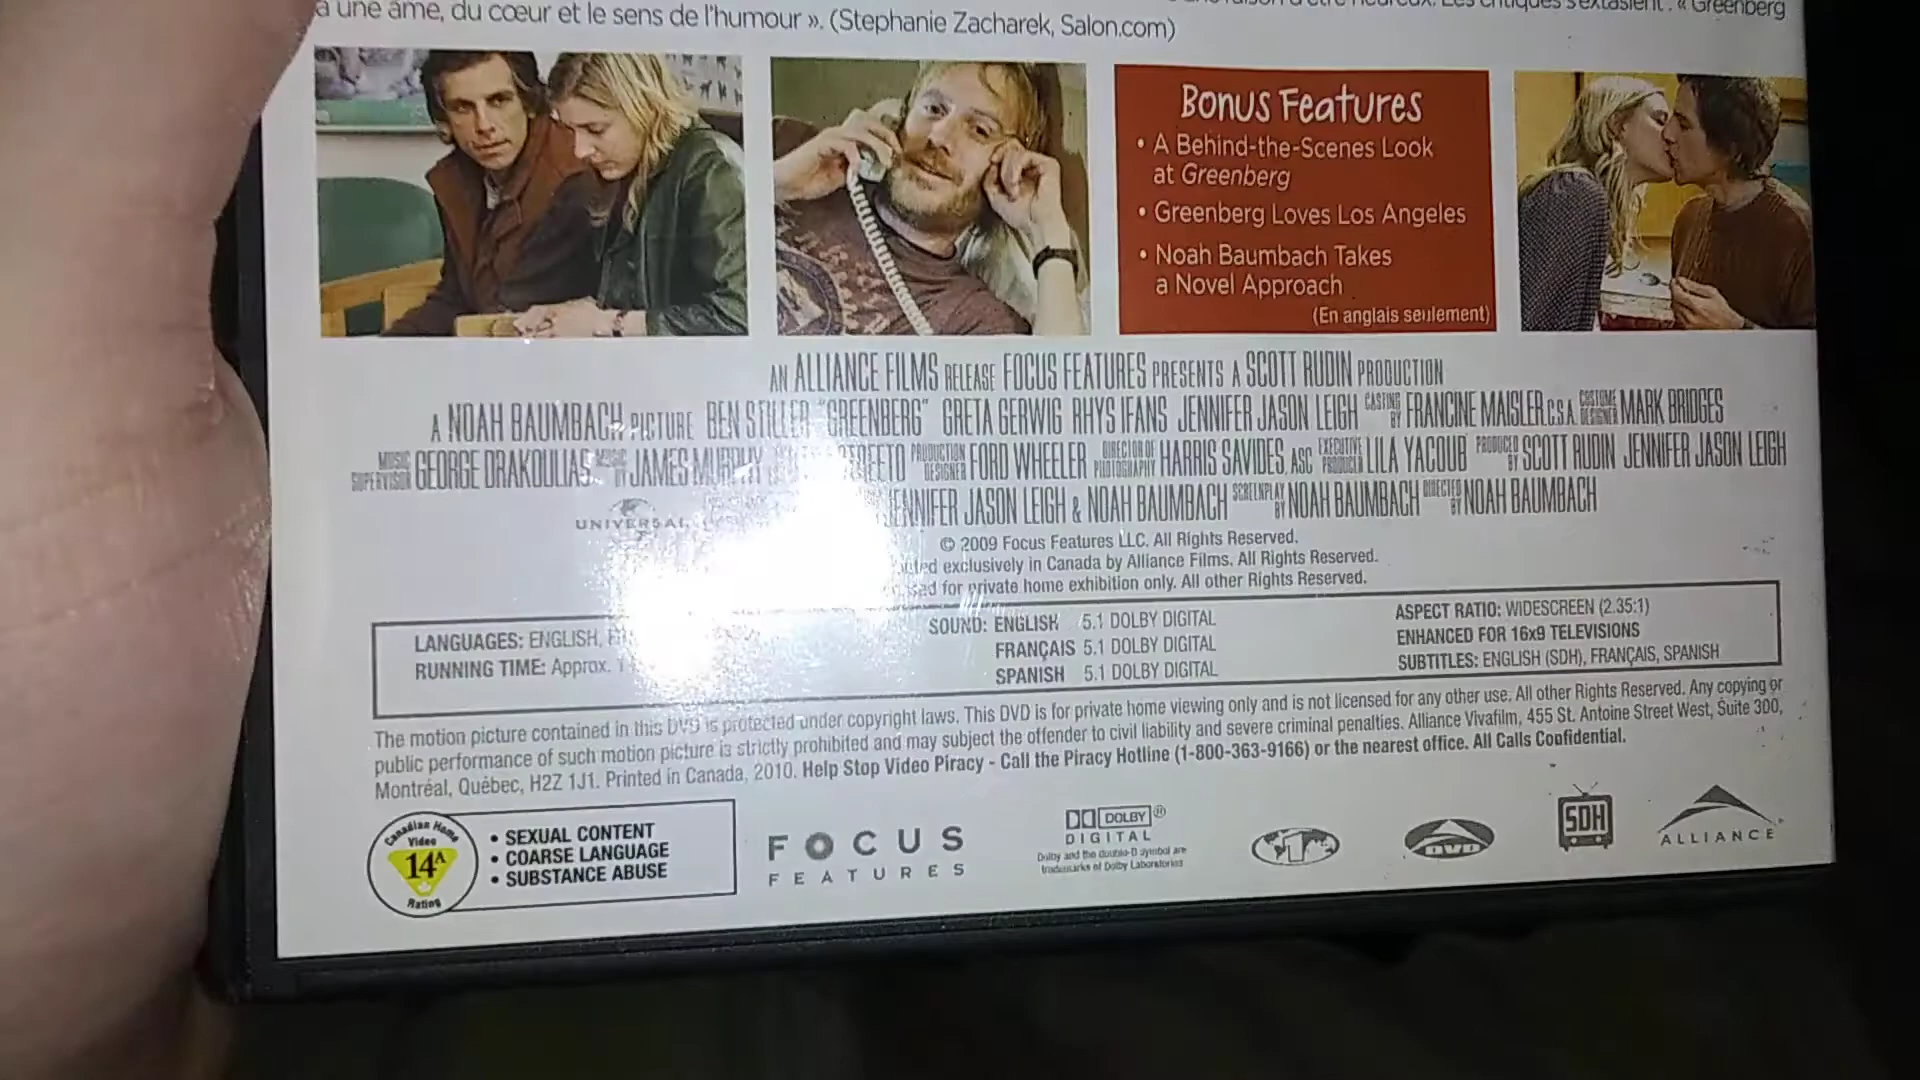 à une âme, du cœur et le sens de l'humour ». (Stephanie Zacharek, Salon.com)
Bonus Features
• A Behind-the-Scenes Look
at Greenberg
• Greenberg Loves Los Angeles
• Noah Baumbach Takes
a Novel Approach
(En anglais seulement)
AN ALLIANCE FILMS RELEASE FOCUS FEATURES PRESENTS A SCOTT RUDIN PRODUCTION
A NOAH BAUMBACH PICTURE BEN STILLER "GREENBERG" GRETA GERWIG RHYS IFANS JENNIFER JASON LEIGH CASTING BY FRANCINE MAISLER, C.S.A. COSTUME DESIGNER MARK BRIDGES
MUSIC SUPERVISOR GEORGE DRAKOULIAS MUSIC BY JAMES MURPHY PRODUCTION DESIGNER FORD WHEELER DIRECTOR OF PHOTOGRAPHY HARRIS SAVIDES, ASC EXECUTIVE PRODUCER LILA YACOUB PRODUCED BY SCOTT RUDIN JENNIFER JASON LEIGH
UNIVERSAL JENNIFER JASON LEIGH & NOAH BAUMBACH SCREENPLAY BY NOAH BAUMBACH DIRECTED BY NOAH BAUMBACH
© 2009 Focus Features LLC. All Rights Reserved.
exclusively in Canada by Alliance Films. All Rights Reserved.
for private home exhibition only. All other Rights Reserved.
LANGUAGES: ENGLISH,
RUNNING TIME: Approx.
SOUND: ENGLISH 5.1 DOLBY DIGITAL
FRANÇAIS 5.1 DOLBY DIGITAL
SPANISH 5.1 DOLBY DIGITAL
ASPECT RATIO: WIDESCREEN (2.35:1)
ENHANCED FOR 16x9 TELEVISIONS
SUBTITLES: ENGLISH (SDH), FRANÇAIS, SPANISH
The motion picture contained in this DVD is protected under copyright laws. This DVD is for private home viewing only and is not licensed for any other use. All other Rights Reserved. Any copying or
public performance of such motion picture is strictly prohibited and may subject the offender to civil liability and severe criminal penalties. Alliance Vivafilm, 455 St. Antoine Street West, Suite 300,
Montréal, Québec, H2Z 1J1. Printed in Canada, 2010. Help Stop Video Piracy - Call the Piracy Hotline (1-800-363-9166) or the nearest office. All Calls Confidential.
Canadian Home
Video
14A
Rating
• SEXUAL CONTENT
• COARSE LANGUAGE
• SUBSTANCE ABUSE
FOCUS
FEATURES
DOLBY ®
DIGITAL
Dolby and the double-D symbol are
trademarks of Dolby Laboratories
1
DVD
SDH
ALLIANCE